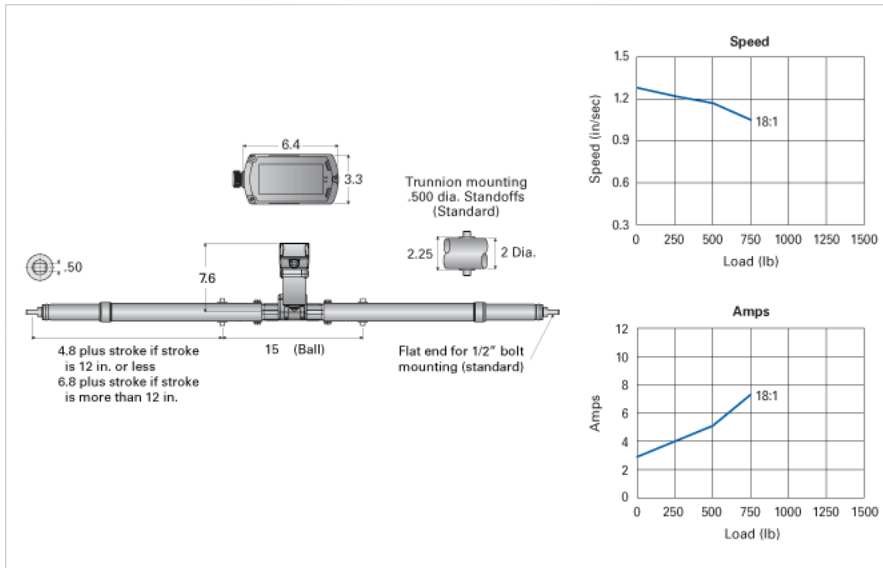 6.4
3.3
Trunnion mounting
.500 dia. Standoffs
(Standard)
2.25
2 Dia.
.50
7.6
4.8 plus stroke if stroke
is 12 in. or less
6.8 plus stroke if stroke
is more than 12 in.
15 (Ball)
Flat end for 1/2" bolt
mounting (standard)
Speed
Speed (in/sec)
1.5
1.2
0.9
0.6
0.3
18:1
0 250 500 750 1000 1250 1500
Load (lb)
Amps
Amps
12
10
8
6
4
2
0
18:1
0 250 500 750 1000 1250 1500
Load (lb)